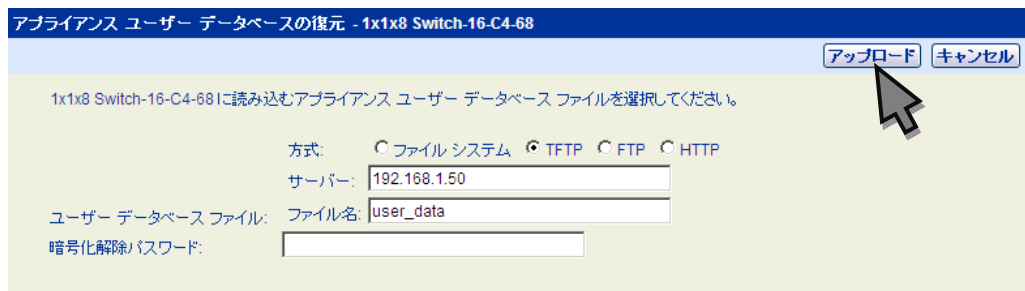 アプライアンス ユーザー データベースの復元 - 1x1x8 Switch-16-C4-68
アップロード キャンセル
1x1x8 Switch-16-C4-68に読み込むアプライアンス ユーザー データベース ファイルを選択してください。
方式: ファイル システム TFTP FTP HTTP
サーバー: 192.168.1.50
ユーザー データベース ファイル: ファイル名: user_data
暗号化解除パスワード: